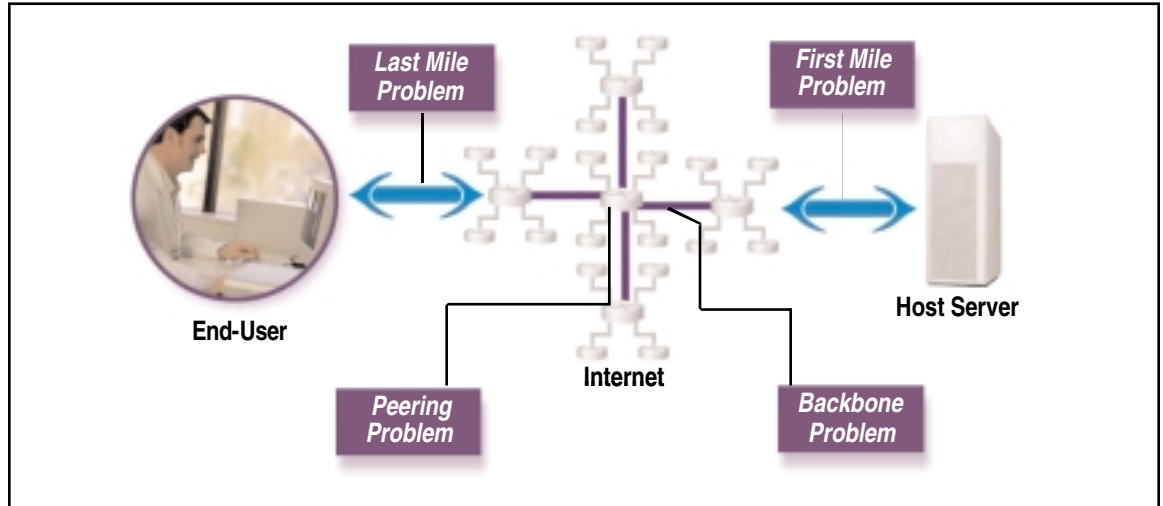 Last Mile
Problem
First Mile
Problem
End-User
Internet
Host Server
Peering
Problem
Backbone
Problem